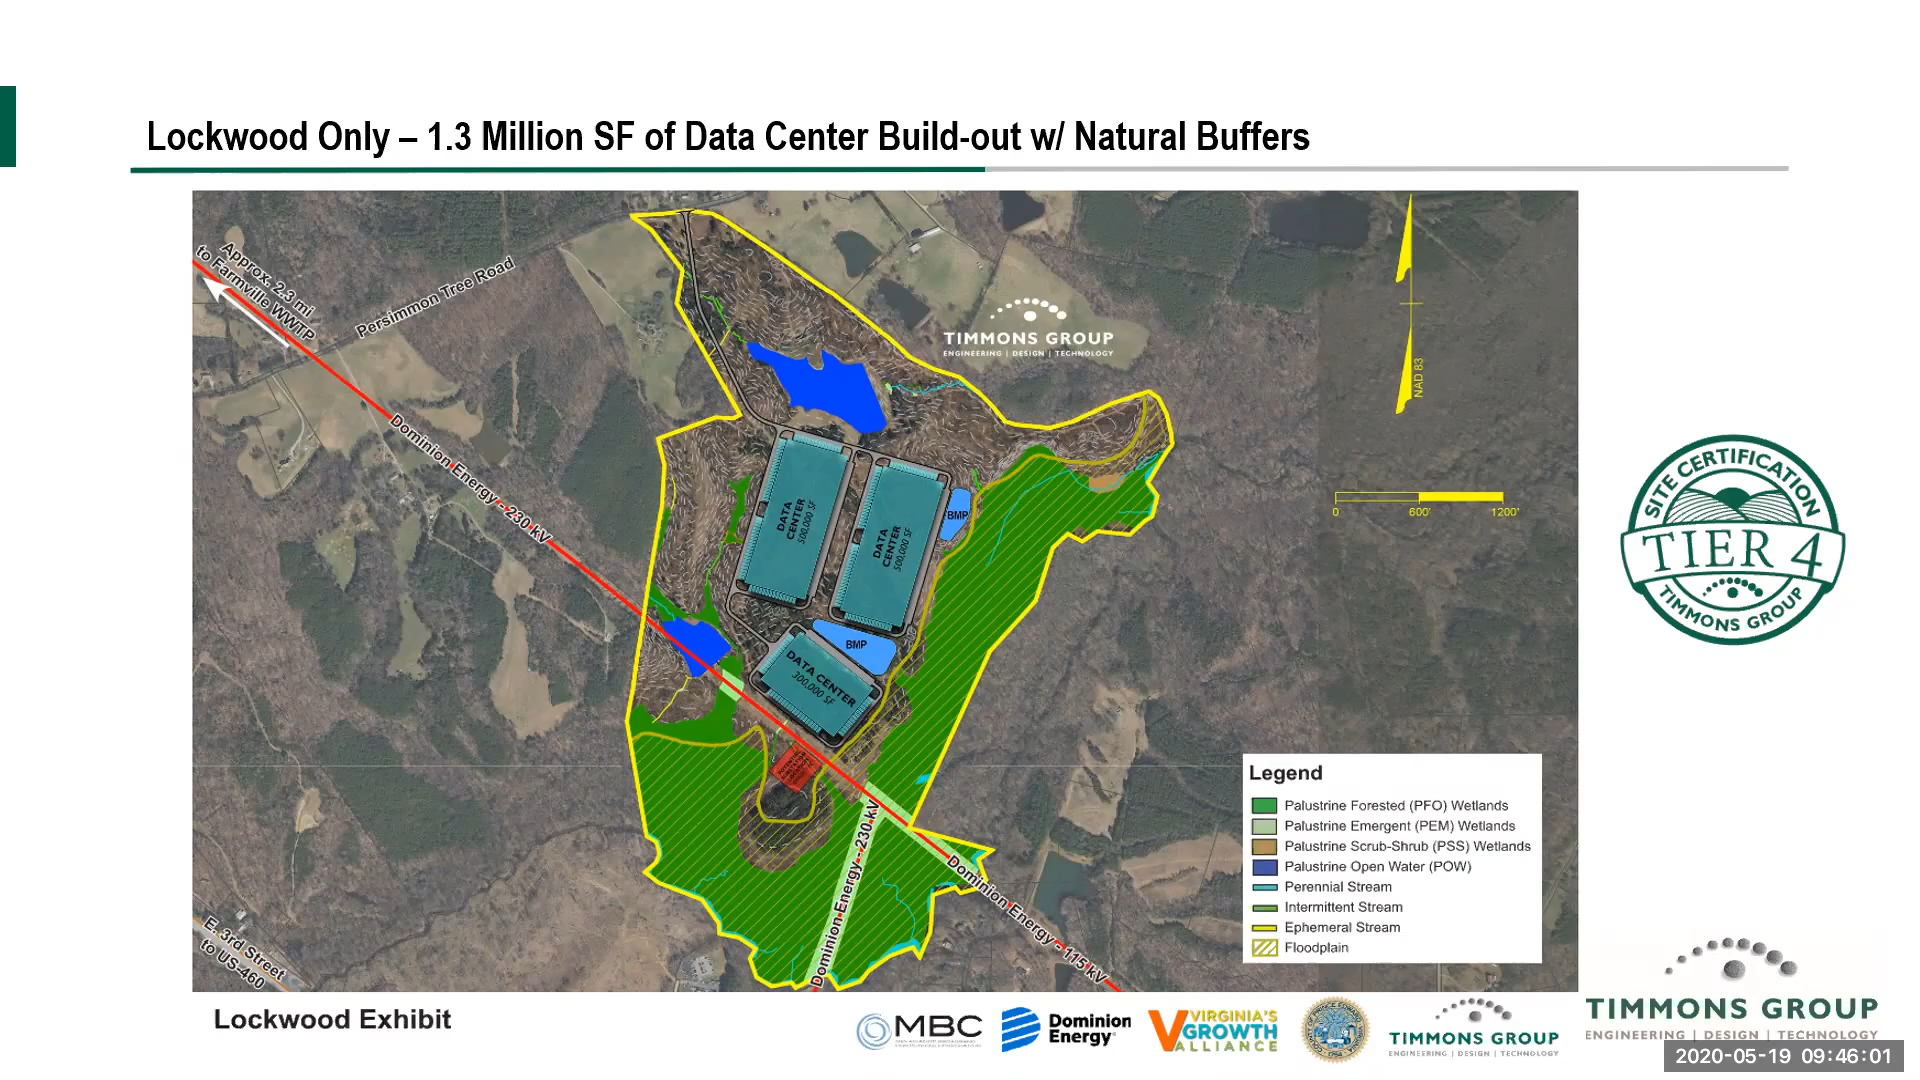 Lockwood Only – 1.3 Million SF of Data Center Build-out w/ Natural Buffers
Approx. 2.3 mi
to Farmville WWTP
Persimmon Tree Road
TIMMONS GROUP
ENGINEERING | DESIGN | TECHNOLOGY
NAD 83
0 600' 1200'
Dominion Energy - 230 kV
DATA
CENTER
500,000 SF
DATA
CENTER
500,000 SF
BMP
BMP
DATA CENTER
300,000 SF
POTENTIAL
SUBSTATION
Dominion Energy - 230 kV
Dominion Energy - 115 kV
E. 3rd Street
to US-460
SITE CERTIFICATION
TIER 4
TIMMONS GROUP
Legend
Palustrine Forested (PFO) Wetlands
Palustrine Emergent (PEM) Wetlands
Palustrine Scrub-Shrub (PSS) Wetlands
Palustrine Open Water (POW)
Perennial Stream
Intermittent Stream
Ephemeral Stream
Floodplain
Lockwood Exhibit
MBC
Dominion
Energy
VIRGINIA'S
GROWTH
ALLIANCE
TIMMONS GROUP
ENGINEERING | DESIGN | TECHNOLOGY
TIMMONS GROUP
ENGINEERING | DESIGN | TECHNOLOGY
2020-05-19 09:46:01